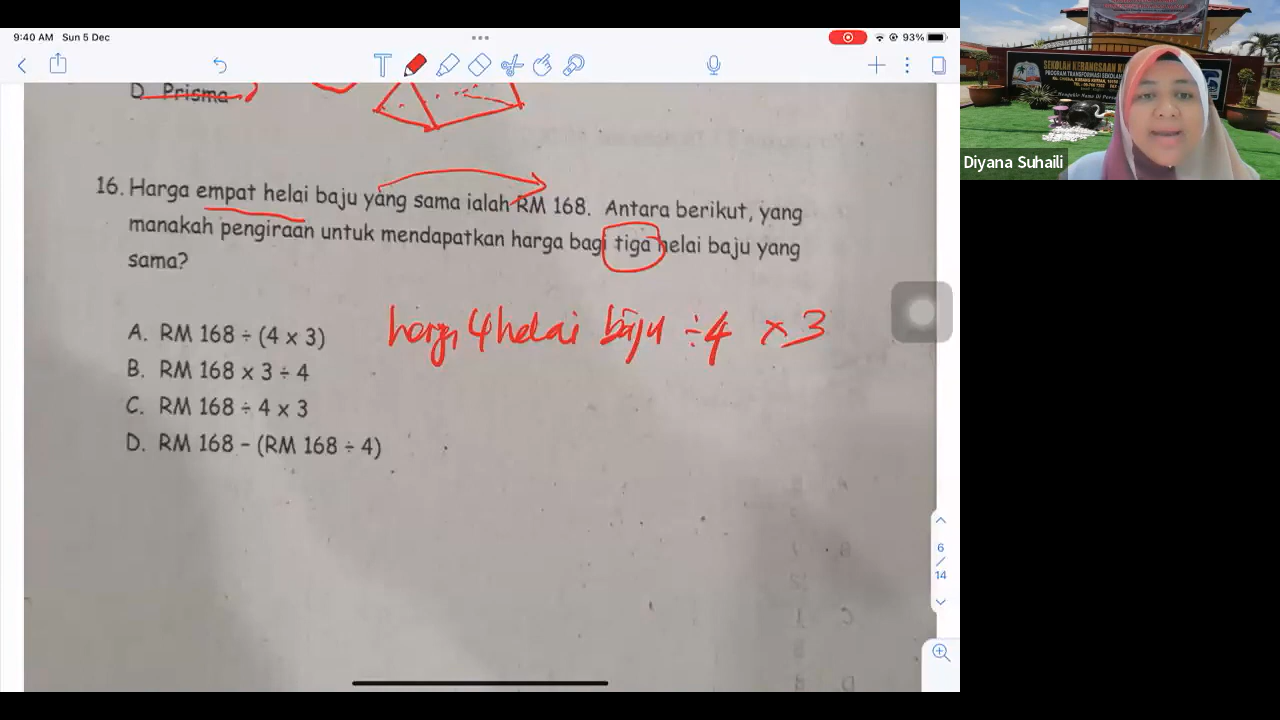 9:40 AM Sun 5 Dec
93%
D. Prisma
16. Harga empat helai baju yang sama ialah RM 168. Antara berikut, yang
manakah pengiraan untuk mendapatkan harga bagi tiga helai baju yang
sama?
A. RM 168 ÷ (4 x 3)
B. RM 168 x 3 ÷ 4
C. RM 168 ÷ 4 x 3
D. RM 168 - (RM 168 ÷ 4)
harga 4 helai baju ÷ 4 x 3
6
/
14
SEKOLAH KEBANGSAAN
PROGRAM TRANSFORMASI
Diyana Suhaili